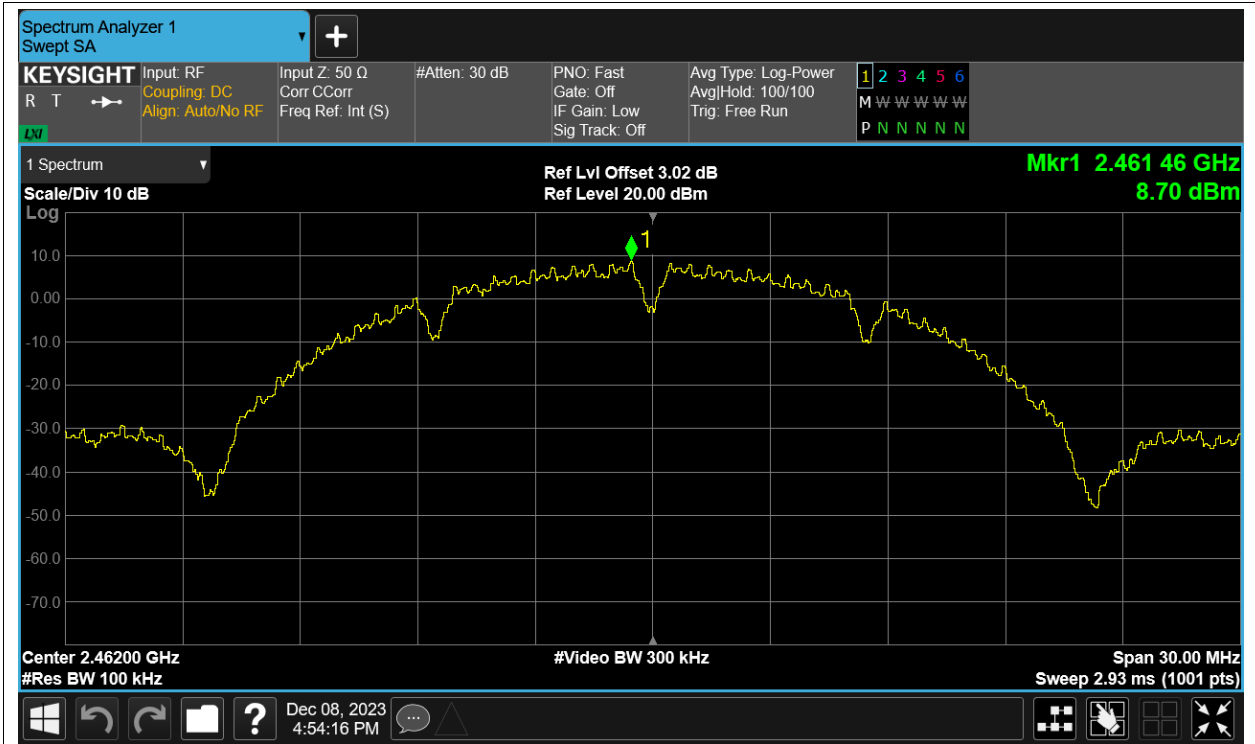 Spectrum Analyzer 1
Swept SA
KEYSIGHT
R T
LXI
Input: RF
Coupling: DC
Align: Auto/No RF
Input Z: 50 Ω
Corr CCorr
Freq Ref: Int (S)
#Atten: 30 dB
PNO: Fast
Gate: Off
IF Gain: Low
Sig Track: Off
Avg Type: Log-Power
Avg|Hold: 100/100
Trig: Free Run
1 2 3 4 5 6
M W W W W W
P N N N N N
1 Spectrum
Scale/Div 10 dB
Log
Ref Lvl Offset 3.02 dB
Ref Level 20.00 dBm
Mkr1 2.461 46 GHz
8.70 dBm
1
10.0
0.00
-10.0
-20.0
-30.0
-40.0
-50.0
-60.0
-70.0
Center 2.46200 GHz
#Video BW 300 kHz
Span 30.00 MHz
#Res BW 100 kHz
Sweep 2.93 ms (1001 pts)
?
Dec 08, 2023
4:54:16 PM